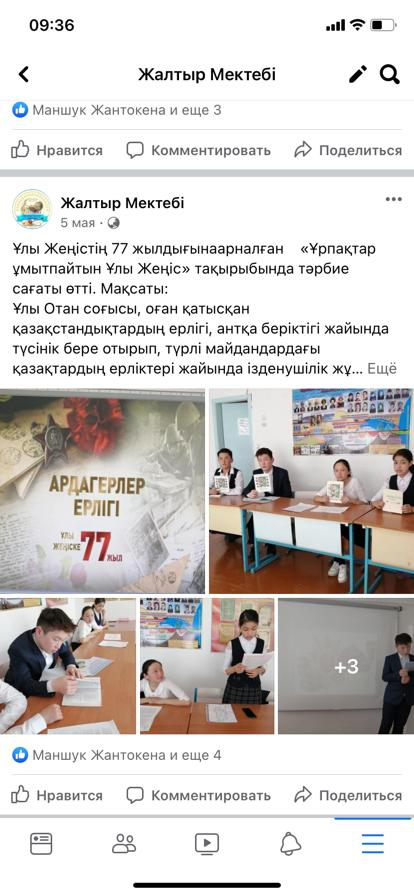 09:36
Жалтыр Мектебі
Маншук Жантокена и еще 3
Нравится Комментировать Поделиться
Жалтыр Мектебі
5 мая ·
Ұлы Жеңістің 77 жылдығынаарналған «Ұрпақтар
ұмытпайтын Ұлы Жеңіс» тақырыбында тәрбие
сағаты өтті. Мақсаты:
Ұлы Отан соғысы, оған қатысқан
қазақстандықтардың ерлігі, антқа беріктігі жайында
түсінік бере отырып, түрлі майдандардағы
қазақтардың ерліктері жайында ізденушілік жұ... Ещё
АРДАГЕРЛЕР
ЕРЛІГІ
ҰЛЫ
ЖЕҢІСКЕ 77 ЖЫЛ
+3
Маншук Жантокена и еще 4
Нравится Комментировать Поделиться